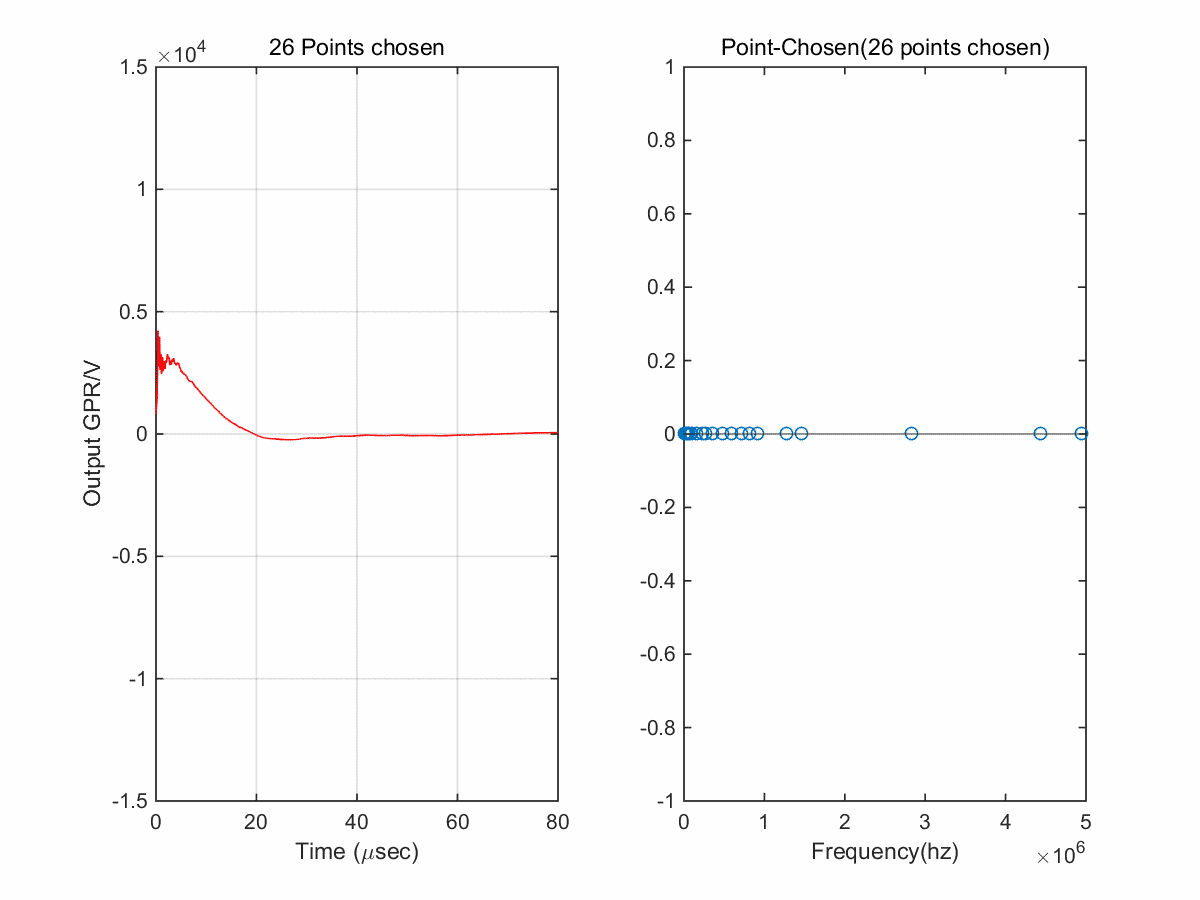 26 Points chosen
×10^4
1.5
1
0.5
0
-0.5
-1
-1.5
Output GPR/V
0 20 40 60 80
Time (μsec)
Point-Chosen(26 points chosen)
1
0.8
0.6
0.4
0.2
0
-0.2
-0.4
-0.6
-0.8
-1
0 1 2 3 4 5
Frequency(hz)
×10^6